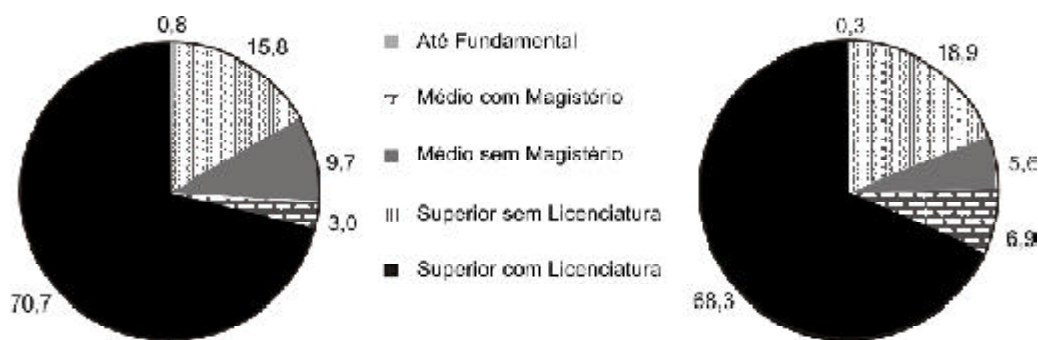 0,8
15,8
9,7
3,0
70,7
Até Fundamental
Médio com Magistério
Médio sem Magistério
Superior sem Licenciatura
Superior com Licenciatura
0,3
18,9
5,6
6,9
68,3